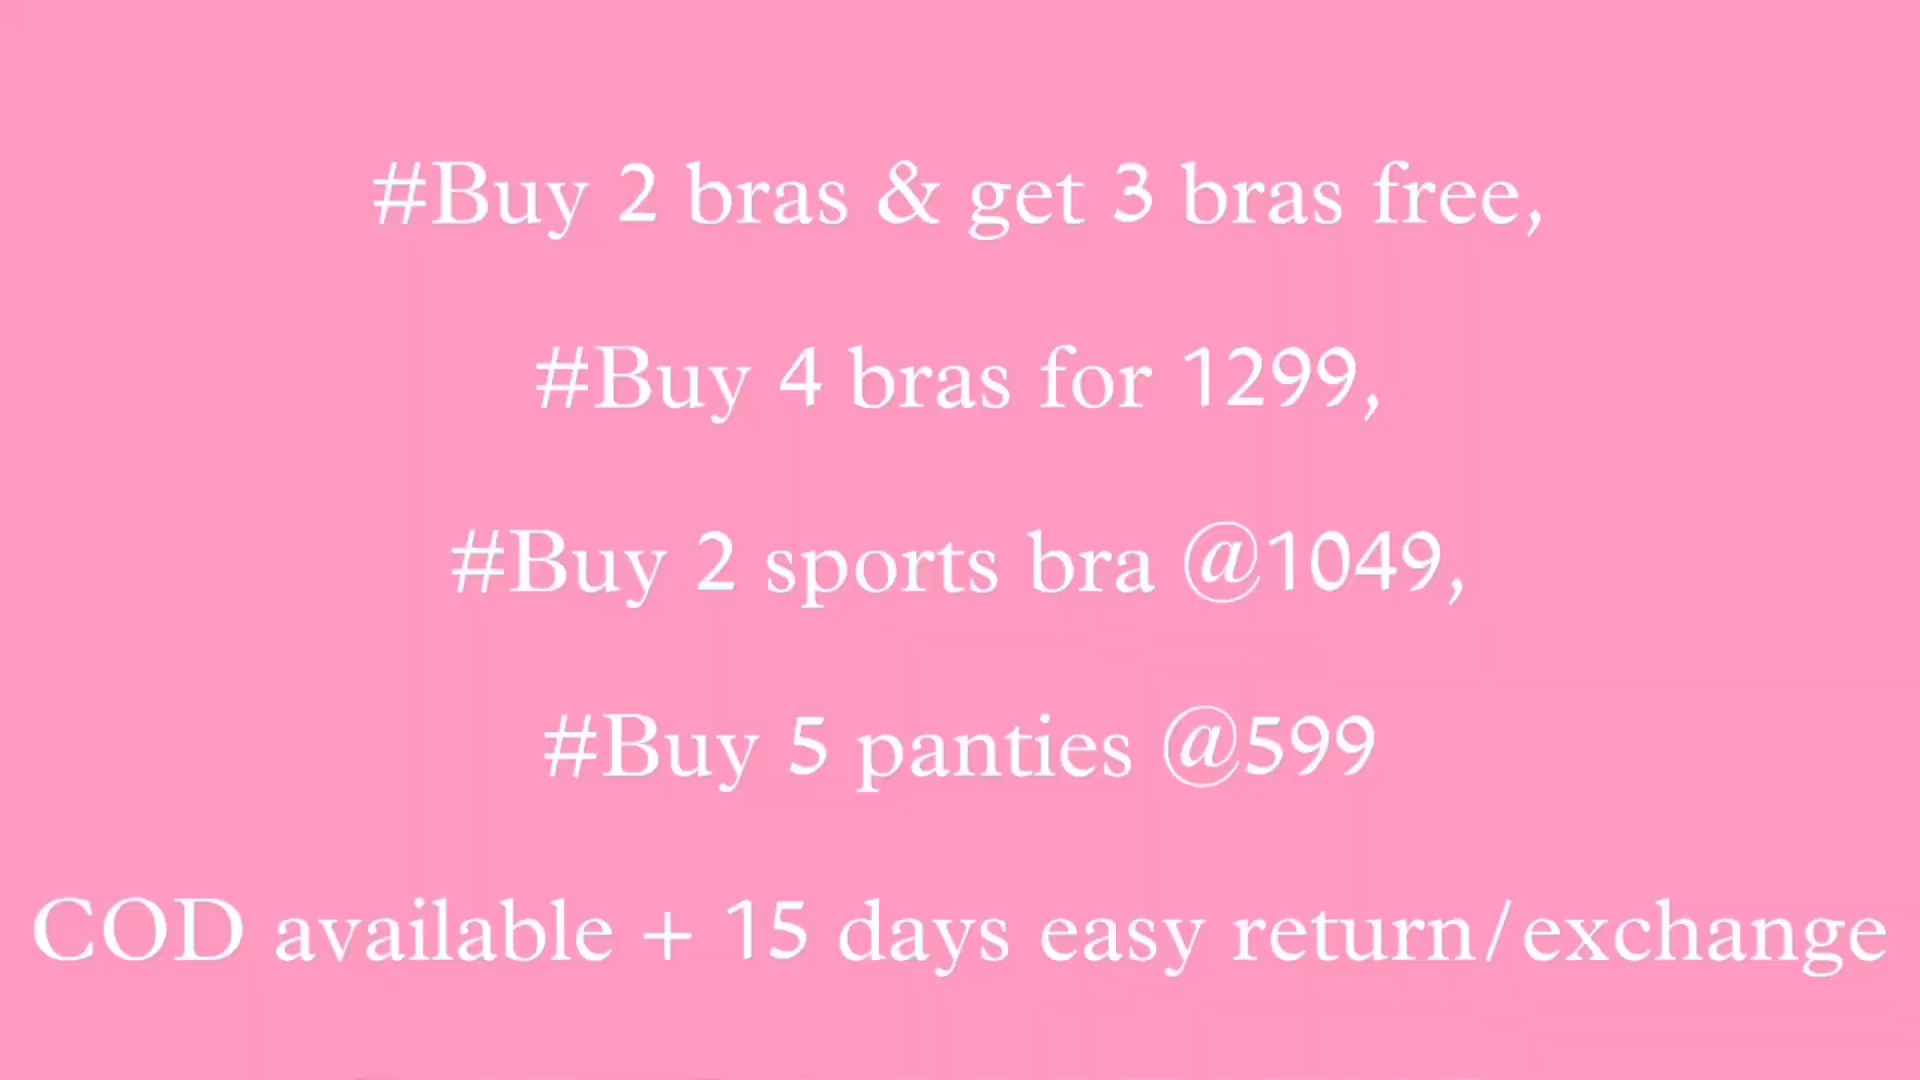 #Buy 2 bras & get 3 bras free,
#Buy 4 bras for 1299,
#Buy 2 sports bra @1049,
#Buy 5 panties @599
COD available + 15 days easy return/exchange